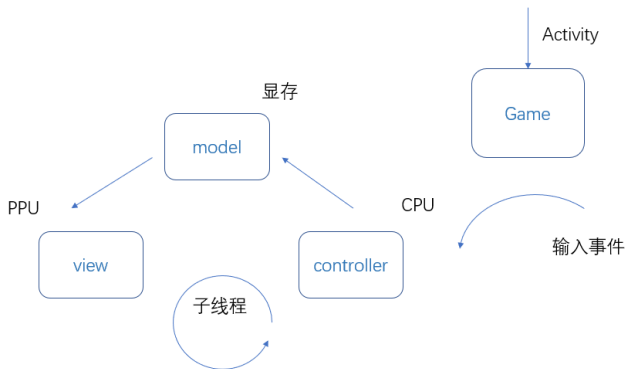 Activity
Game
显存
model
PPU
CPU
view
controller
输入事件
子线程